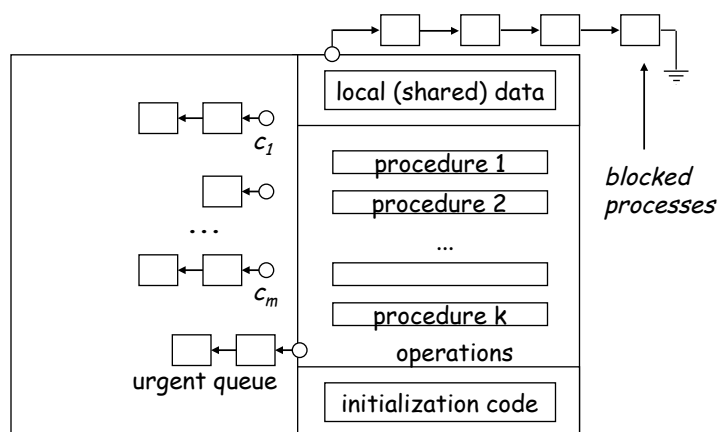 local (shared) data
c1
procedure 1
blocked
processes
procedure 2
...
...
cm
procedure k
operations
urgent queue
initialization code